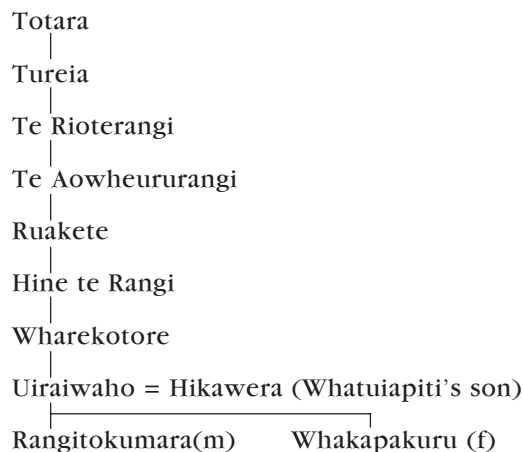 Totara
Tureia
Te Rioterangi
Te Aowheururangi
Ruakete
Hine te Rangi
Wharekotore
Uiraiwaho = Hikawera (Whatuiapiti’s son)
Rangitokumara(m) Whakapakuru (f)